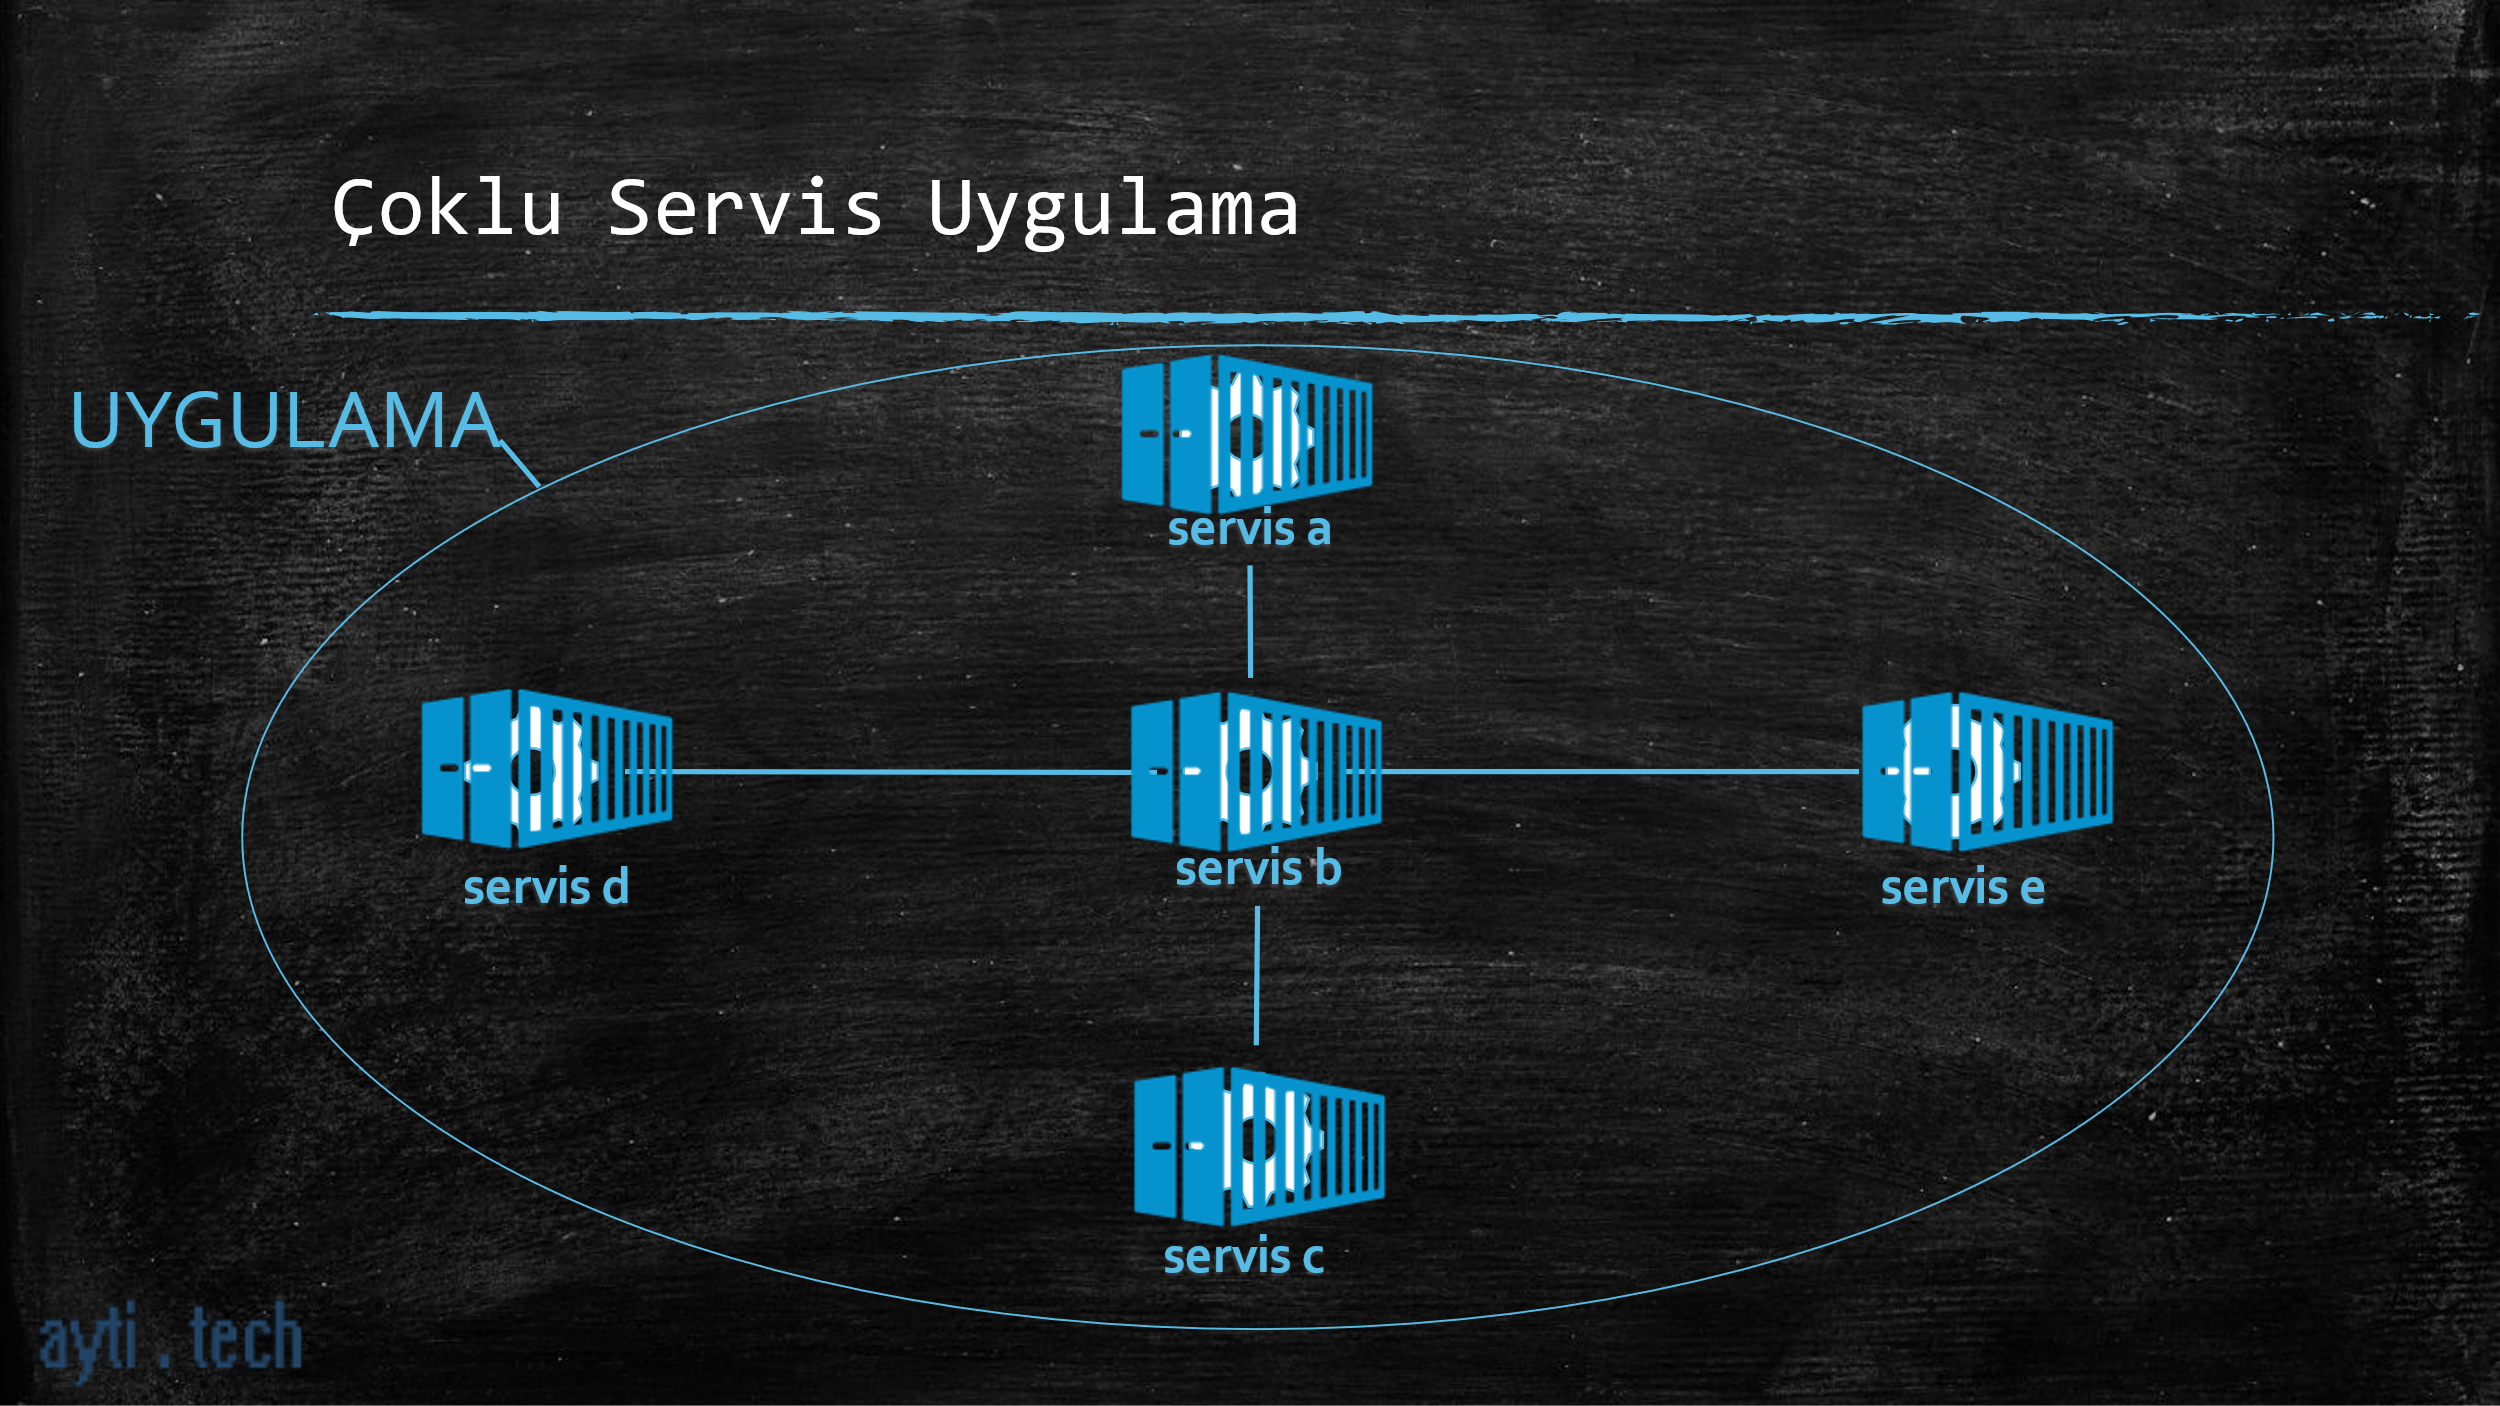 Çoklu Servis Uygulama
UYGULAMA
servis a
servis d
servis b
servis e
servis c
ayti . tech